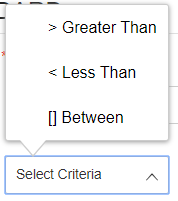 *
> Greater Than
< Less Than
[] Between
Select Criteria